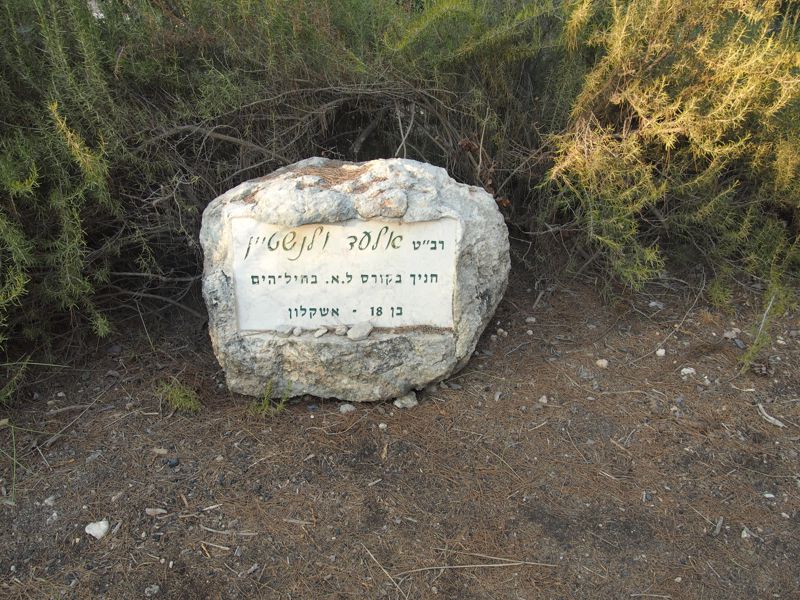 רב״ט אלעד ולנשטיין
חניך בקורס ל.א. בחיל־הים
בן 18 - אשקלון